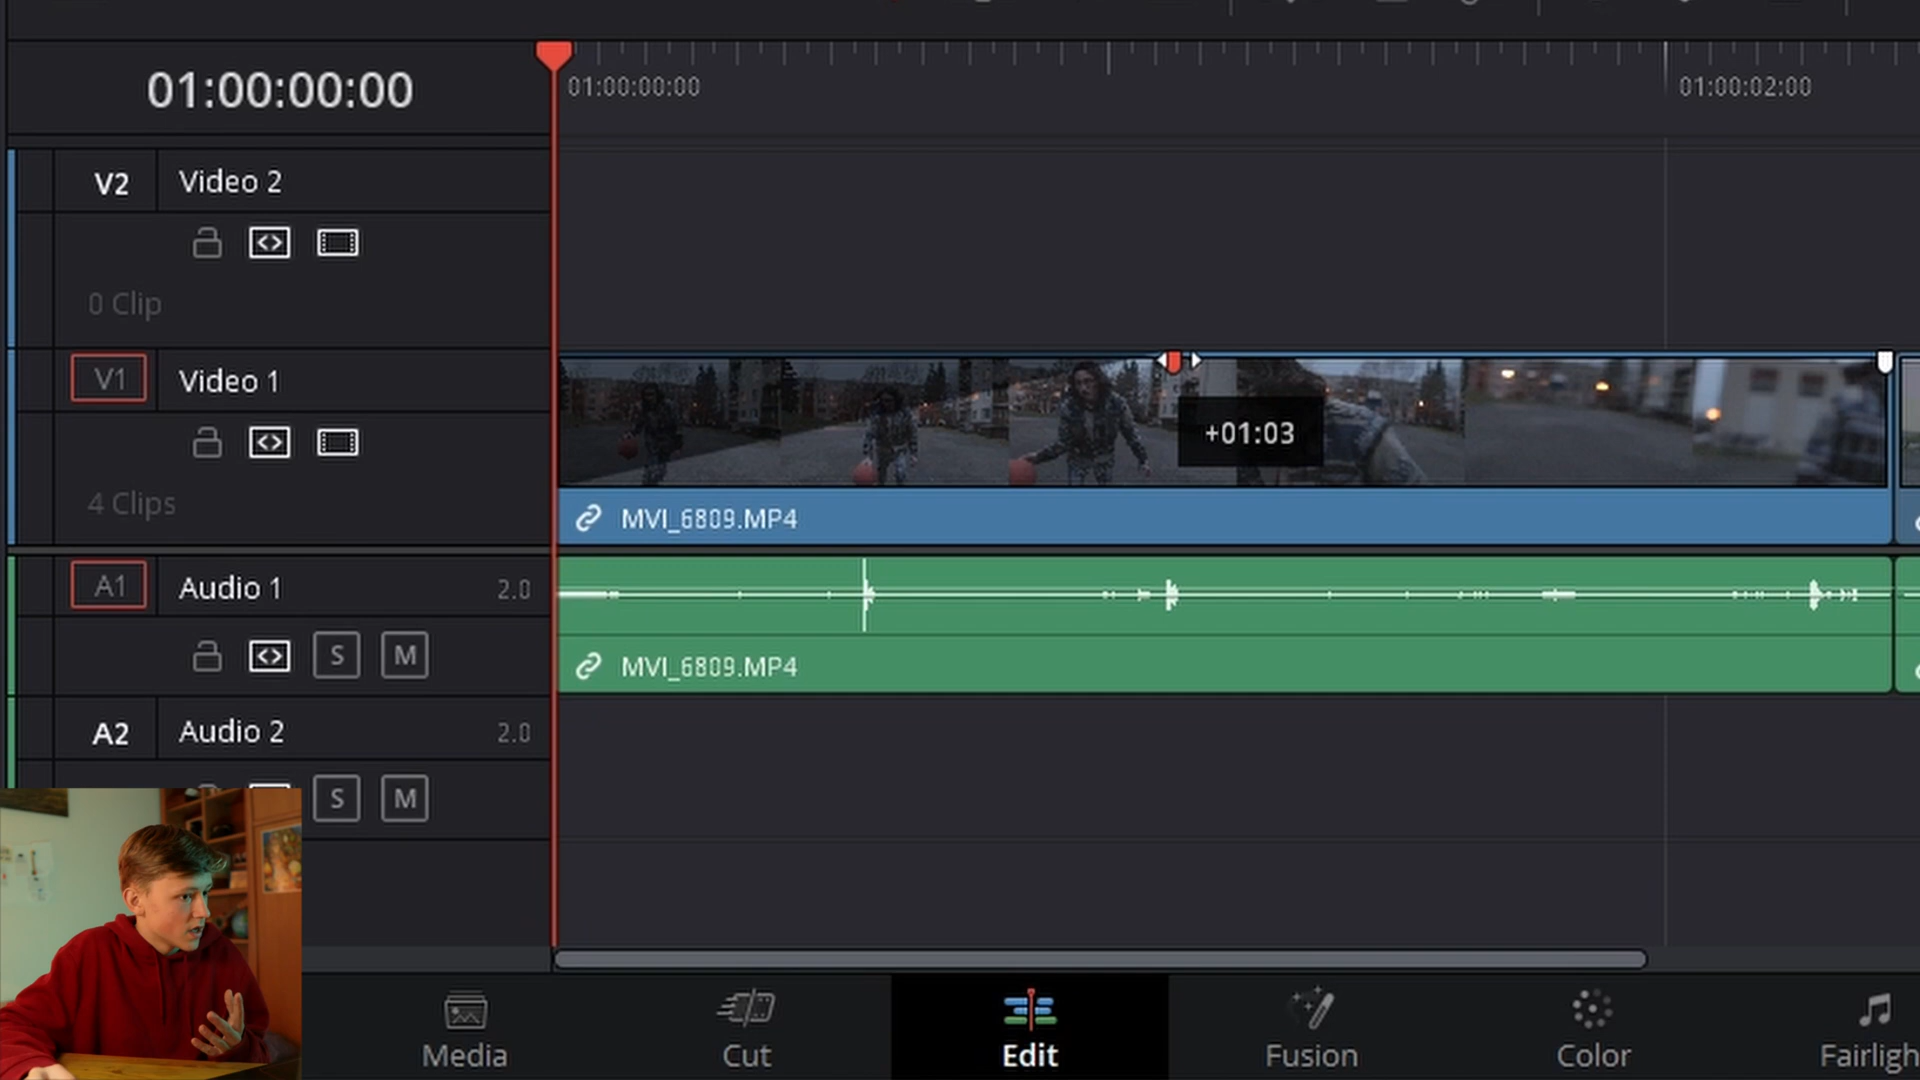 01:00:00:00
01:00:00:00
01:00:02:00
V2 Video 2
0 Clip
V1 Video 1
4 Clips
+01:03
MVI_6809.MP4
A1 Audio 1 2.0
S M
MVI_6809.MP4
A2 Audio 2 2.0
S M
Media Cut Edit Fusion Color Fairligh